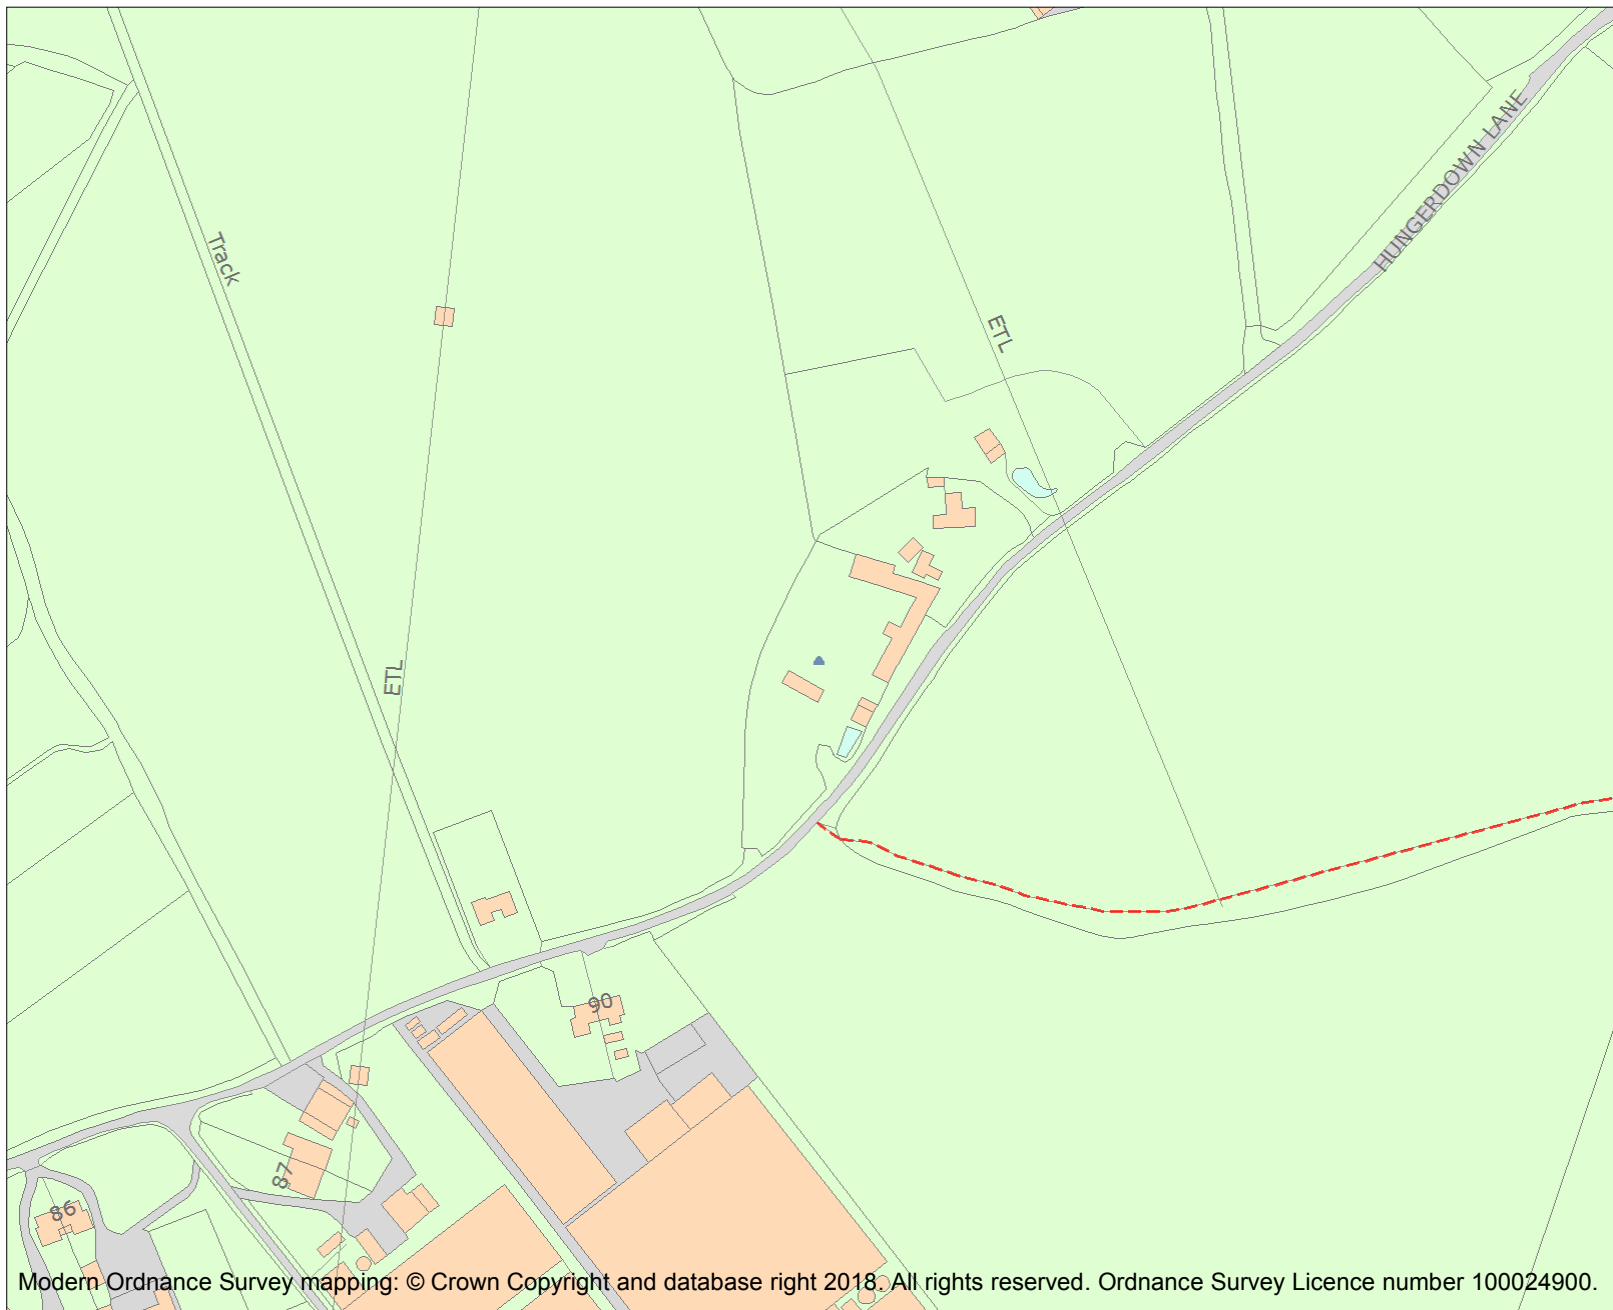 HUNGERDOWN LANE
Track
ETL
ETL
90
87
86
Modern Ordnance Survey mapping: © Crown Copyright and database right 2018. All rights reserved. Ordnance Survey Licence number 100024900.